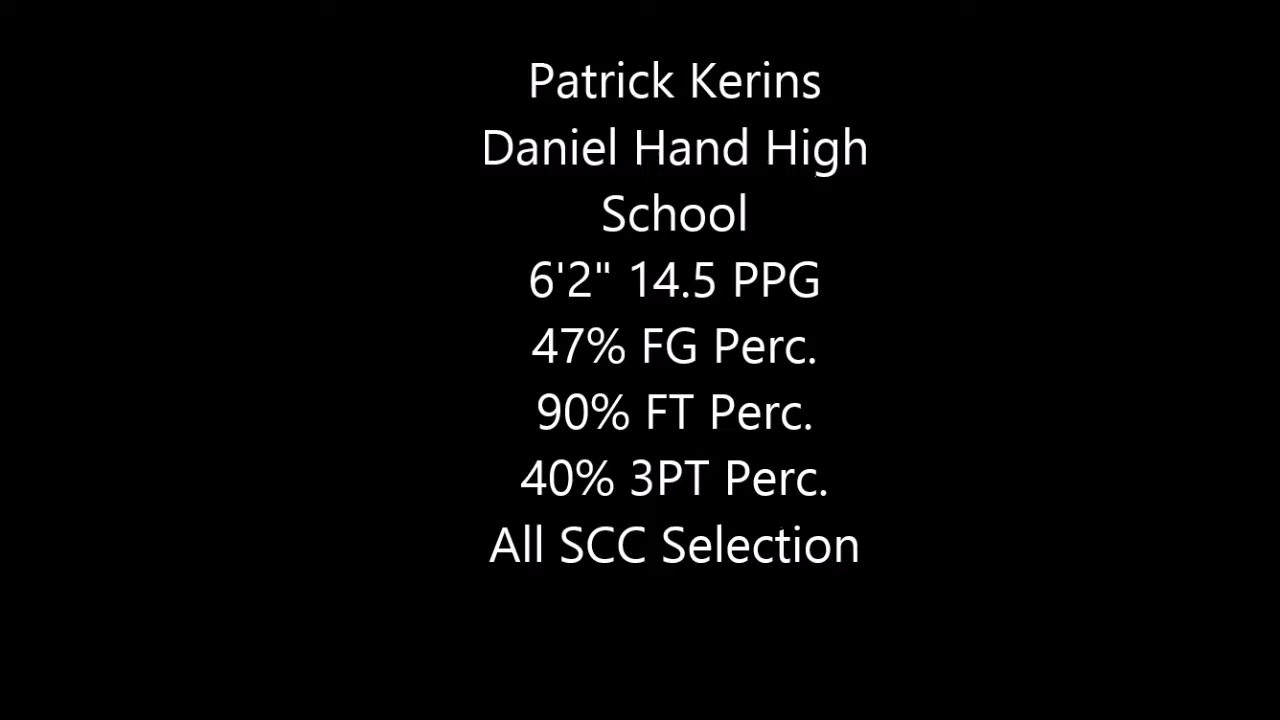 Patrick Kerins
Daniel Hand High
School
6'2" 14.5 PPG
47% FG Perc.
90% FT Perc.
40% 3PT Perc.
All SCC Selection